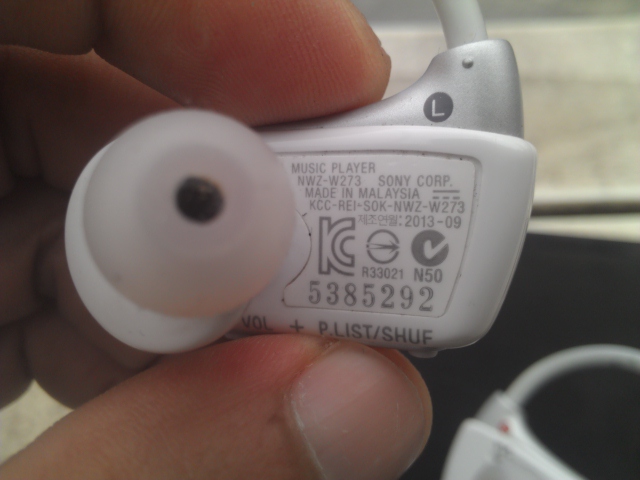 L
MUSIC PLAYER
NWZ-W273 SONY CORP.
MADE IN MALAYSIA
KCC-REI-SOK-NWZ-W273
제조연월: 2013-09
R33021 N50
5385292
VOL + P.LIST/SHUF